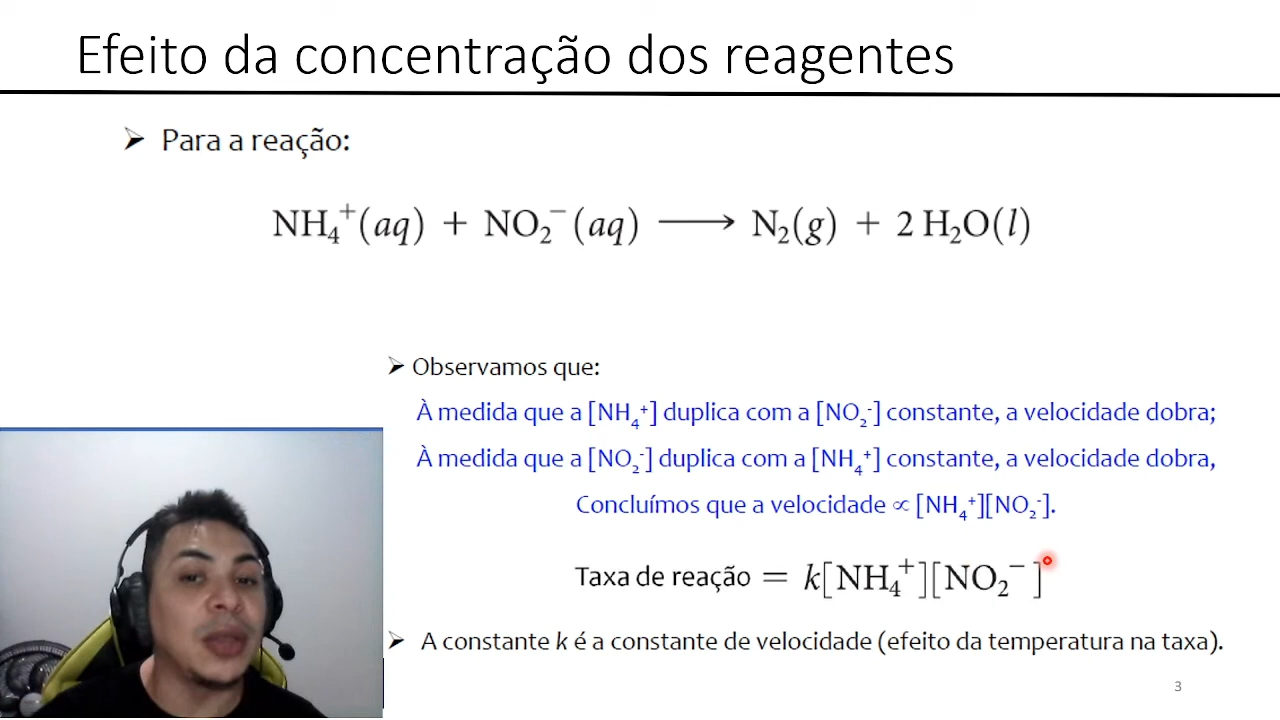 Efeito da concentração dos reagentes
➢ Para a reação:
NH₄⁺(aq) + NO₂⁻(aq) ⟶ N₂(g) + 2 H₂O(l)
➢ Observamos que:
À medida que a [NH₄⁺] duplica com a [NO₂⁻] constante, a velocidade dobra;
À medida que a [NO₂⁻] duplica com a [NH₄⁺] constante, a velocidade dobra,
Concluímos que a velocidade ∝ [NH₄⁺][NO₂⁻].
Taxa de reação = k[NH₄⁺][NO₂⁻]
➢ A constante k é a constante de velocidade (efeito da temperatura na taxa).
3